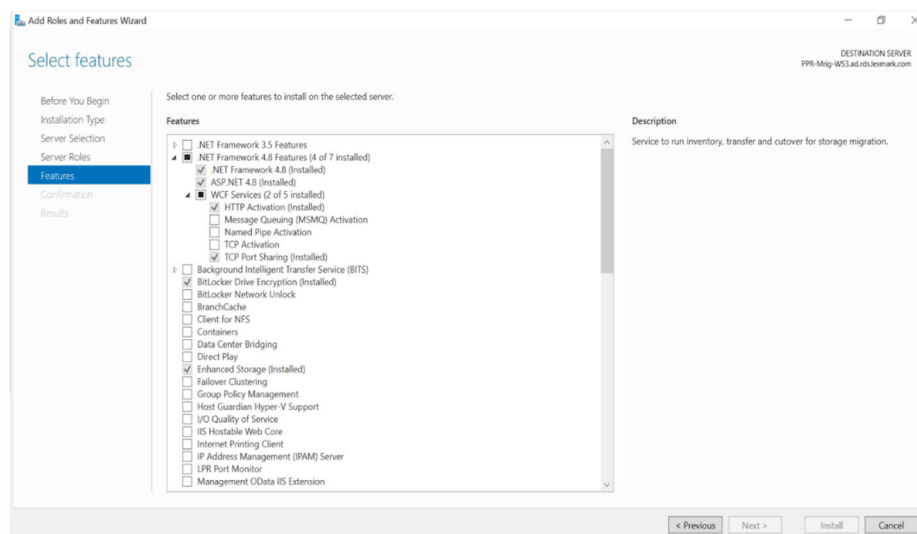 Add Roles and Features Wizard
Select features
DESTINATION SERVER
PPR-Mrig-WS3.ad.rds.lexmark.com
Before You Begin
Installation Type
Server Selection
Server Roles
Features
Confirmation
Results
Select one or more features to install on the selected server.
Features
.NET Framework 3.5 Features
.NET Framework 4.8 Features (4 of 7 installed)
.NET Framework 4.8 (Installed)
ASP.NET 4.8 (Installed)
WCF Services (2 of 5 installed)
HTTP Activation (Installed)
Message Queuing (MSMQ) Activation
Named Pipe Activation
TCP Activation
TCP Port Sharing (Installed)
Background Intelligent Transfer Service (BITS)
BitLocker Drive Encryption (Installed)
BitLocker Network Unlock
BranchCache
Client for NFS
Containers
Data Center Bridging
Direct Play
Enhanced Storage (Installed)
Failover Clustering
Group Policy Management
Host Guardian Hyper-V Support
I/O Quality of Service
IIS Hostable Web Core
Internet Printing Client
IP Address Management (IPAM) Server
LPR Port Monitor
Management OData IIS Extension
Description
Service to run inventory, transfer and cutover for storage migration.
< Previous
Next >
Install
Cancel